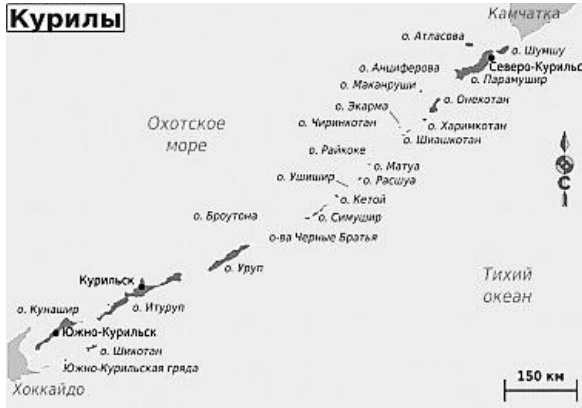 Курилы
Камчатка
о. Атласова
о. Шумшу
Северо-Курильск
о. Анциферова
о. Парамушир
о. Маканруши
о. Онекотан
о. Экарма
о. Харимкотан
о. Чиринкотан
о. Шиашкотан
Охотское
море
о. Райкоке
о. Матуа
о. Ушишир
о. Расшуа
С
о. Кетой
о. Броутона
о. Симушир
о-ва Черные Братья
о. Уруп
Тихий
океан
Курильск
о. Итуруп
о. Кунашир
Южно-Курильск
о. Шикотан
Южно-Курильская гряда
Хоккайдо
150 км